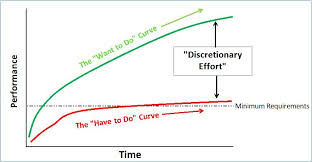 The "Want to Do" Curve
"Discretionary
Effort"
Performance
Minimum Requirements
The "Have to Do" Curve
Time